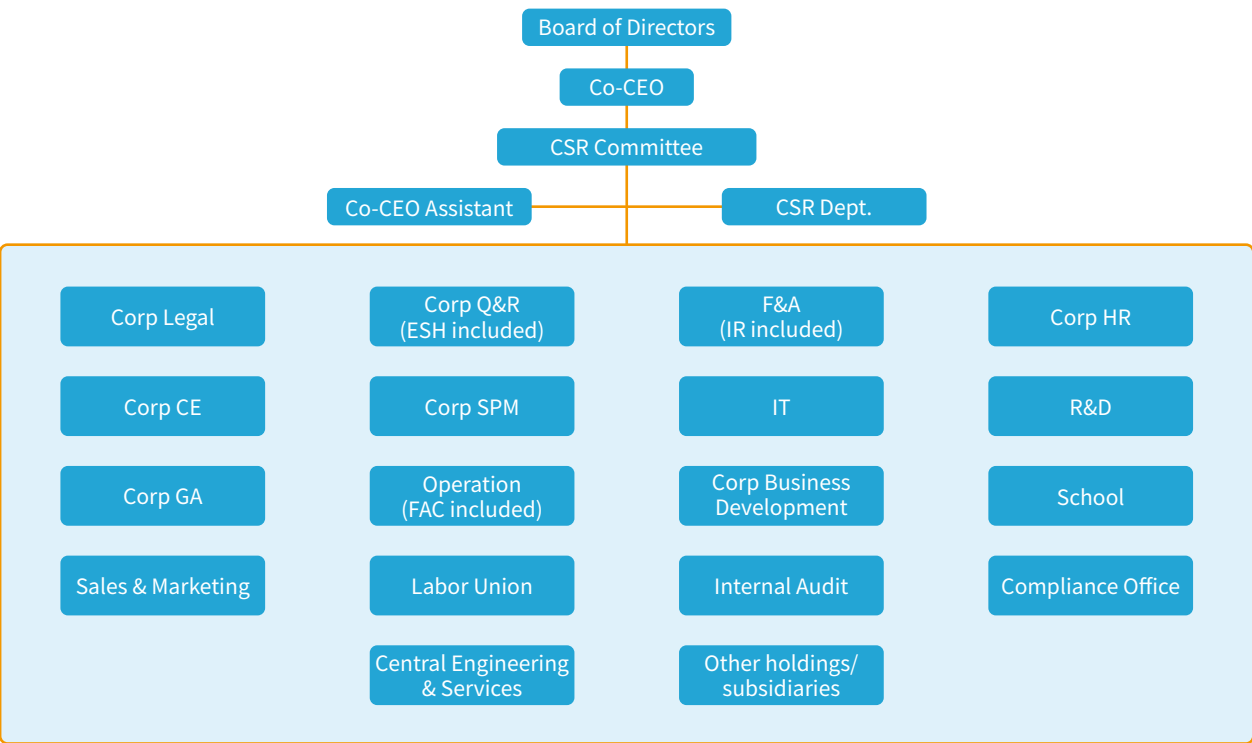 Board of Directors
Co-CEO
CSR Committee
Co-CEO Assistant
CSR Dept.
Corp Legal
Corp Q&R
(ESH included)
F&A
(IR included)
Corp HR
Corp CE
Corp SPM
IT
R&D
Corp GA
Operation
(FAC included)
Corp Business
Development
School
Sales & Marketing
Labor Union
Internal Audit
Compliance Office
Central Engineering
& Services
Other holdings/
subsidiaries